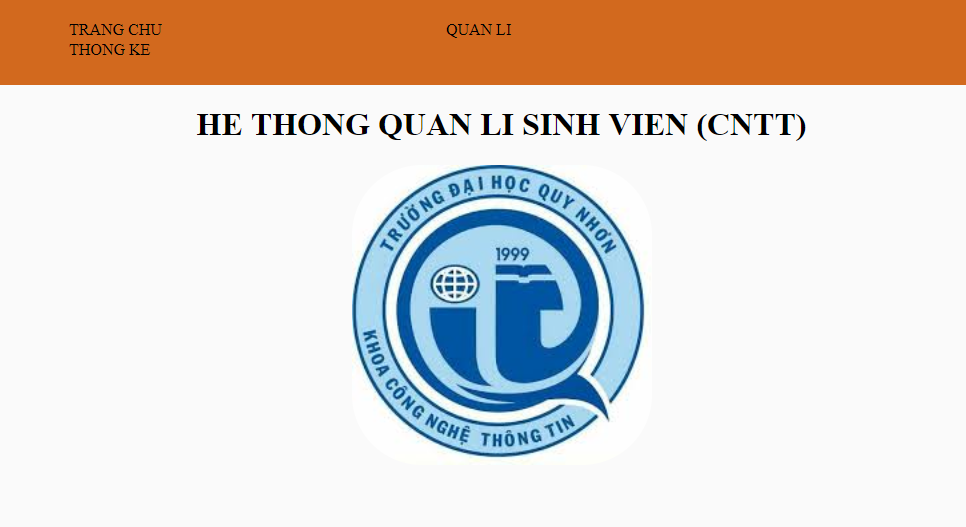 TRANG CHU
QUAN LI
THONG KE
HE THONG QUAN LI SINH VIEN (CNTT)
TRƯỜNG ĐẠI HỌC QUY NHƠN
1999
it
KHOA CÔNG NGHỆ THÔNG TIN